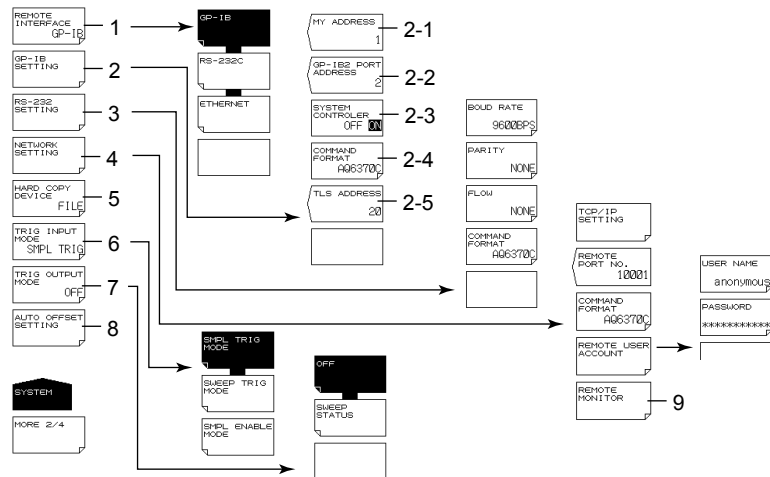 REMOTE
INTERFACE
GP-IB
1
GP-IB
SETTING
2
RS-232
SETTING
3
NETWORK
SETTING
4
HARD COPY
DEVICE
FILE
5
TRIG INPUT
MODE
SMPL TRIG
6
TRIG OUTPUT
MODE
OFF
7
AUTO OFFSET
SETTING
8
SYSTEM
MORE 2/4
GP-IB
RS-232C
ETHERNET
MY ADDRESS
1
2-1
GP-IB2 PORT
ADDRESS
2
2-2
SYSTEM
CONTROLER
OFF ON
2-3
COMMAND
FORMAT
AQ6370C
2-4
TLS ADDRESS
20
2-5
BOUD RATE
9600BPS
PARITY
NONE
FLOW
NONE
COMMAND
FORMAT
AQ6370C
TCP/IP
SETTING
REMOTE
PORT NO.
10001
COMMAND
FORMAT
AQ6370C
REMOTE USER
ACCOUNT
REMOTE
MONITOR
9
USER NAME
anonymous
PASSWORD
***********
SMPL TRIG
MODE
SWEEP TRIG
MODE
SMPL ENABLE
MODE
OFF
SWEEP
STATUS